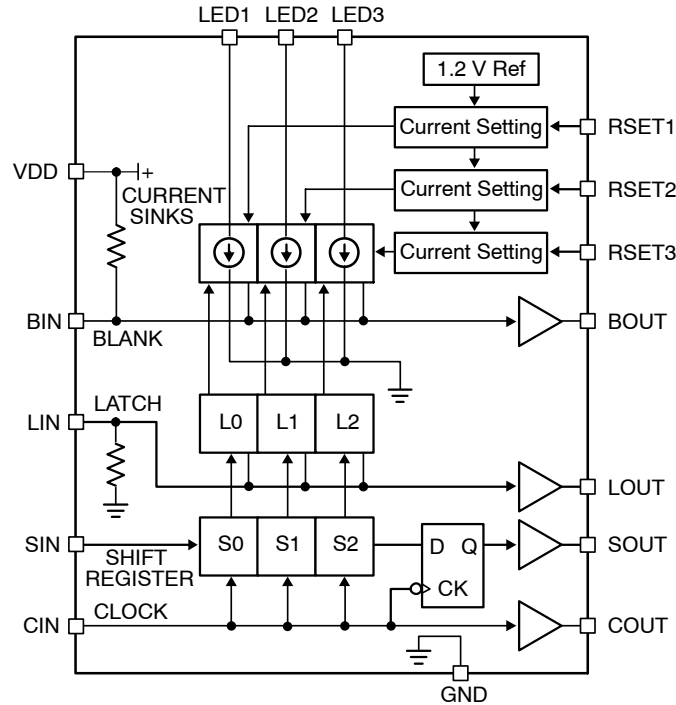 LED1 LED2 LED3
1.2 V Ref
Current Setting
RSET1
VDD
+
CURRENT
SINKS
Current Setting
RSET2
Current Setting
RSET3
BIN
BLANK
BOUT
LIN
LATCH
L0 L1 L2
LOUT
SIN
SHIFT
REGISTER
S0 S1 S2
D Q
CK
SOUT
CIN
CLOCK
COUT
GND